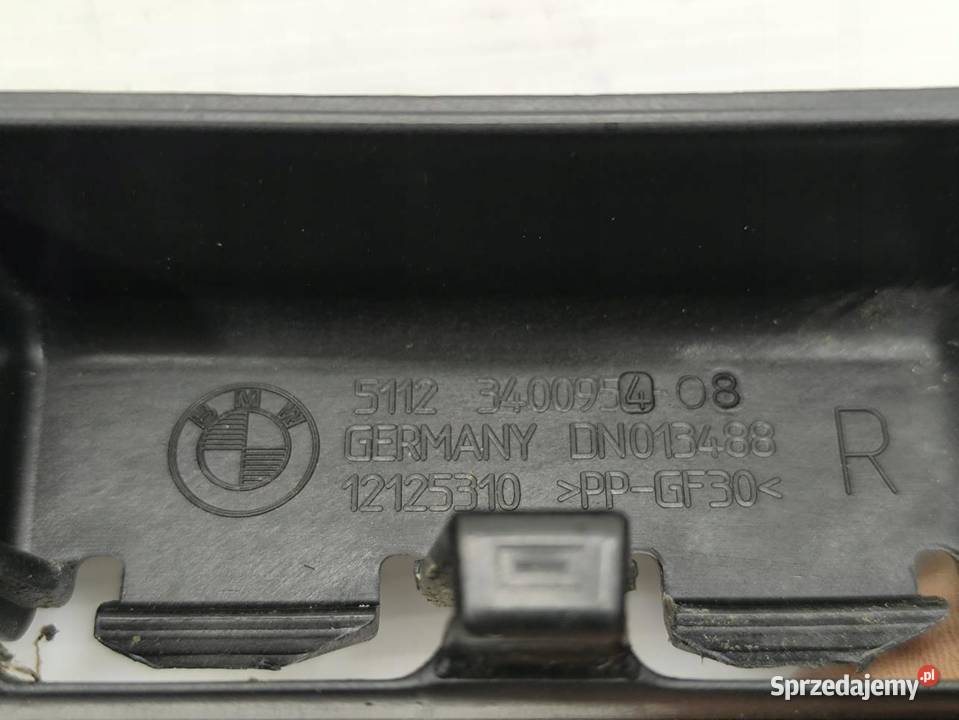 BMW
5112 3400954-08
GERMANY DN013488
12125310 >PP-GF30<
R
Sprzedajemy.pl